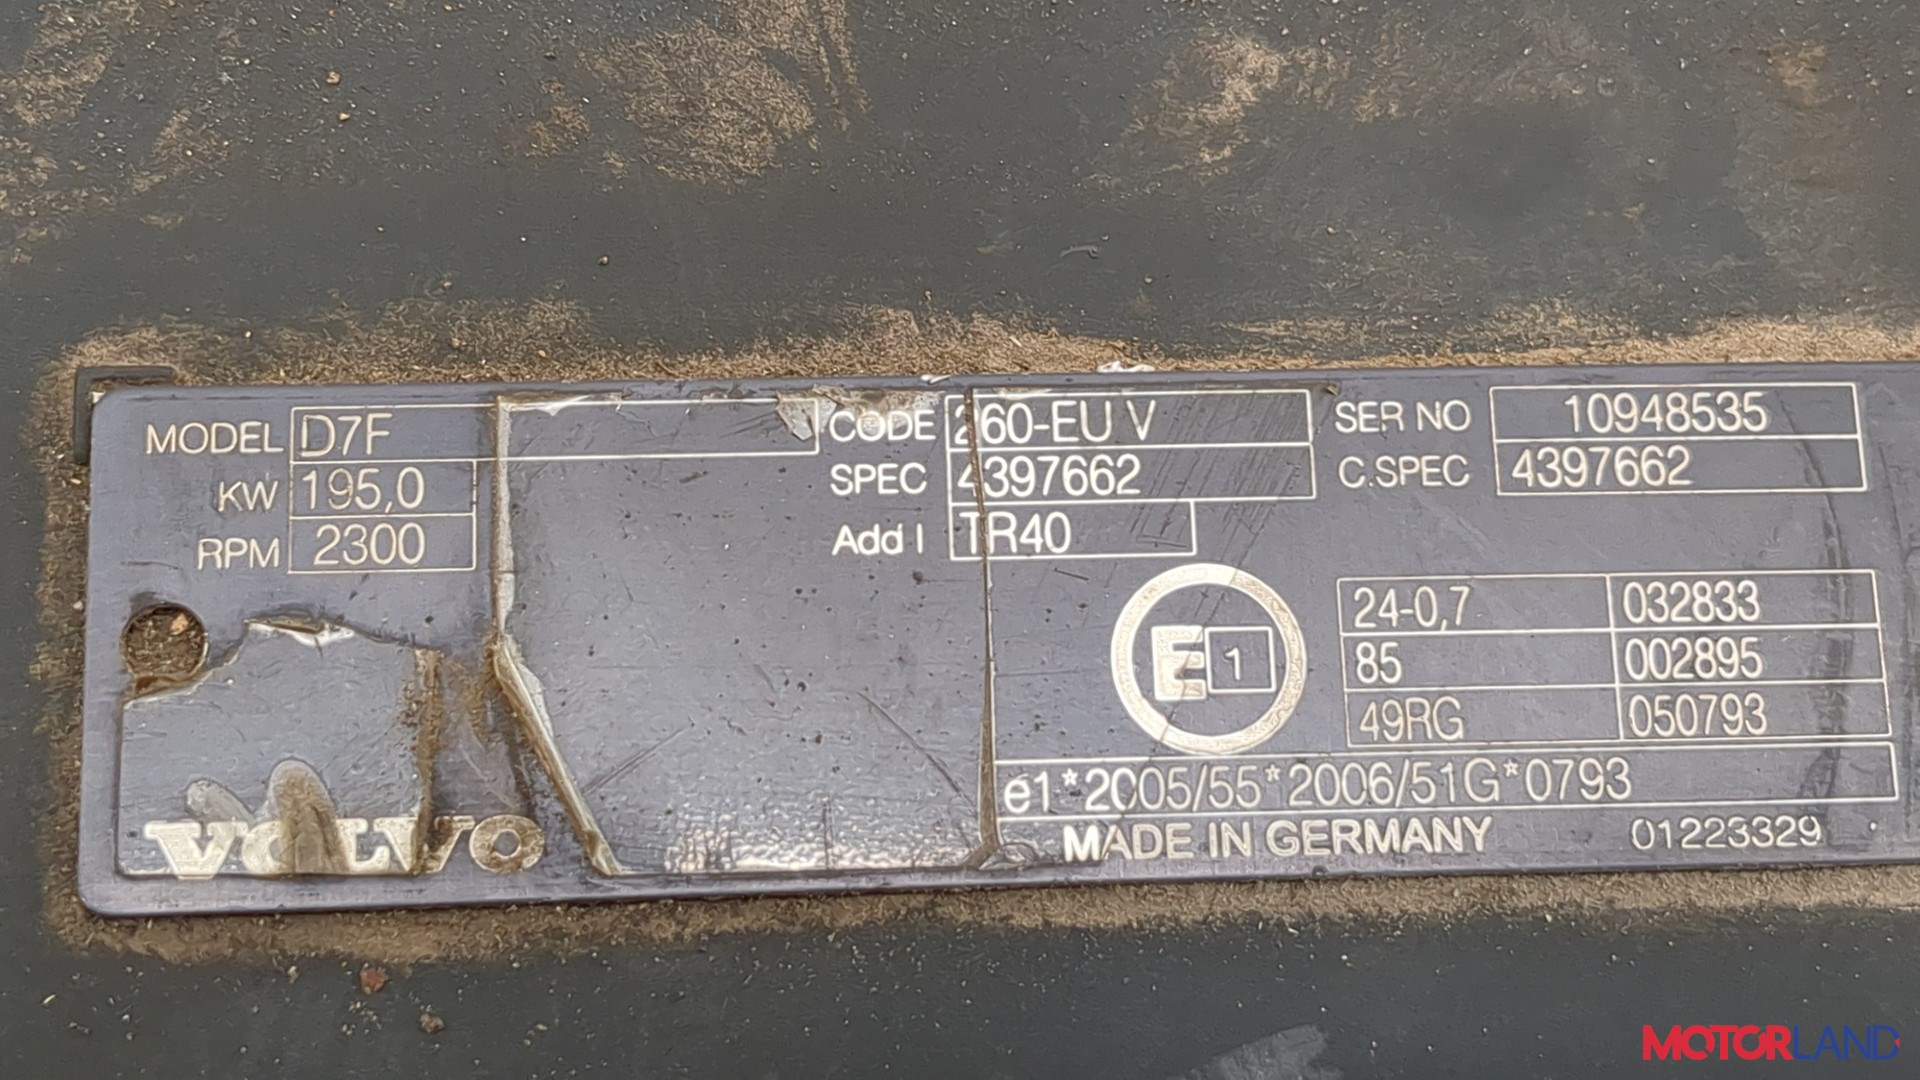 MODEL D7F CODE 260-EU V SER NO 10948535
KW 195,0 SPEC 4397662 C.SPEC 4397662
RPM 2300 Add I TR40
E 1
24-0,7 032833
85 002895
49RG 050793
e1*2005/55*2006/51G*0793
VOLVO MADE IN GERMANY 01223329
MOTORLAND